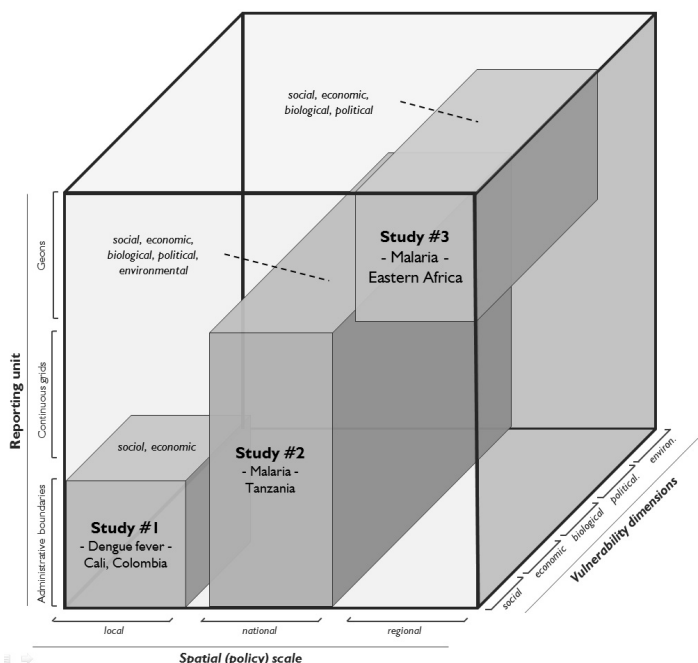 social, economic,
biological, political
social, economic,
biological, political,
environmental
Study #3
- Malaria -
Eastern Africa
social, economic
Study #2
- Malaria -
Tanzania
Study #1
- Dengue fever -
Cali, Colombia
Reporting unit
Geons
Continuous grids
Administrative boundaries
local
national
regional
Spatial (policy) scale
social
economic
biological
political.
environ.
Vulnerability dimensions